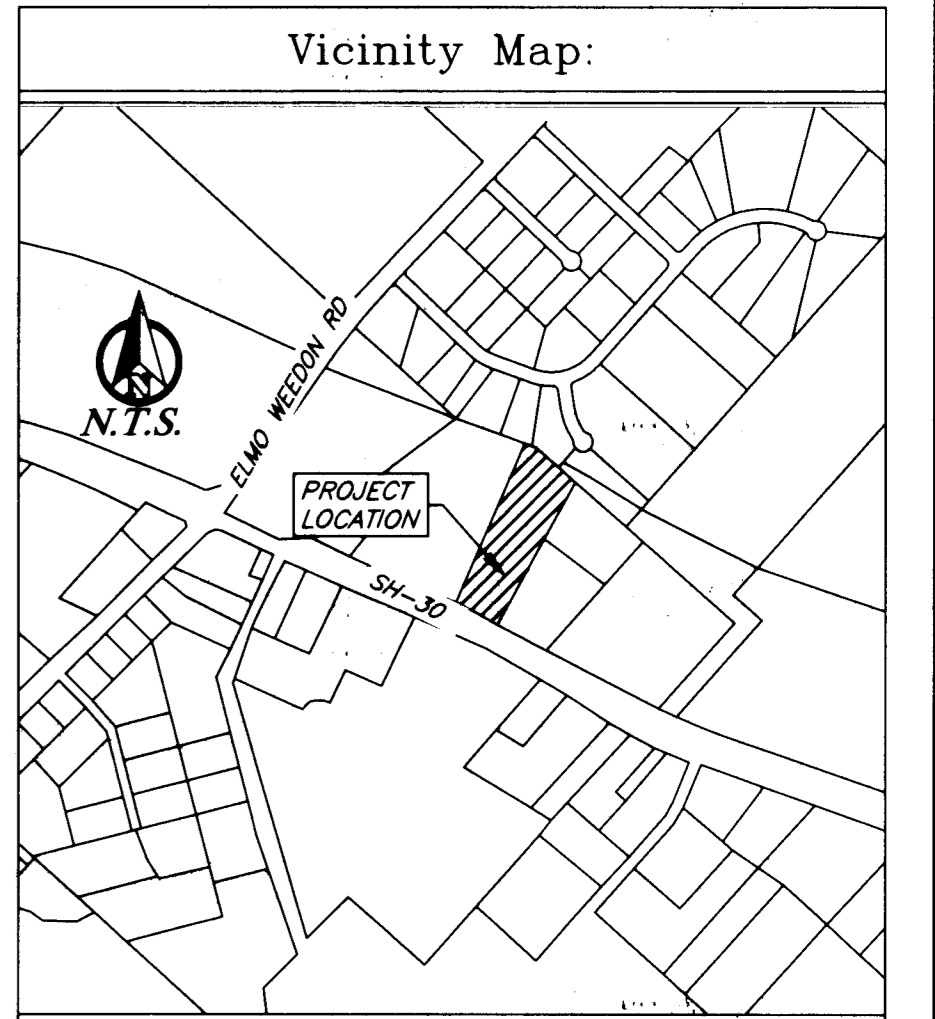 Vicinity Map:
N
N.T.S.
ELMO WEEDON RD
PROJECT
LOCATION
SH-30